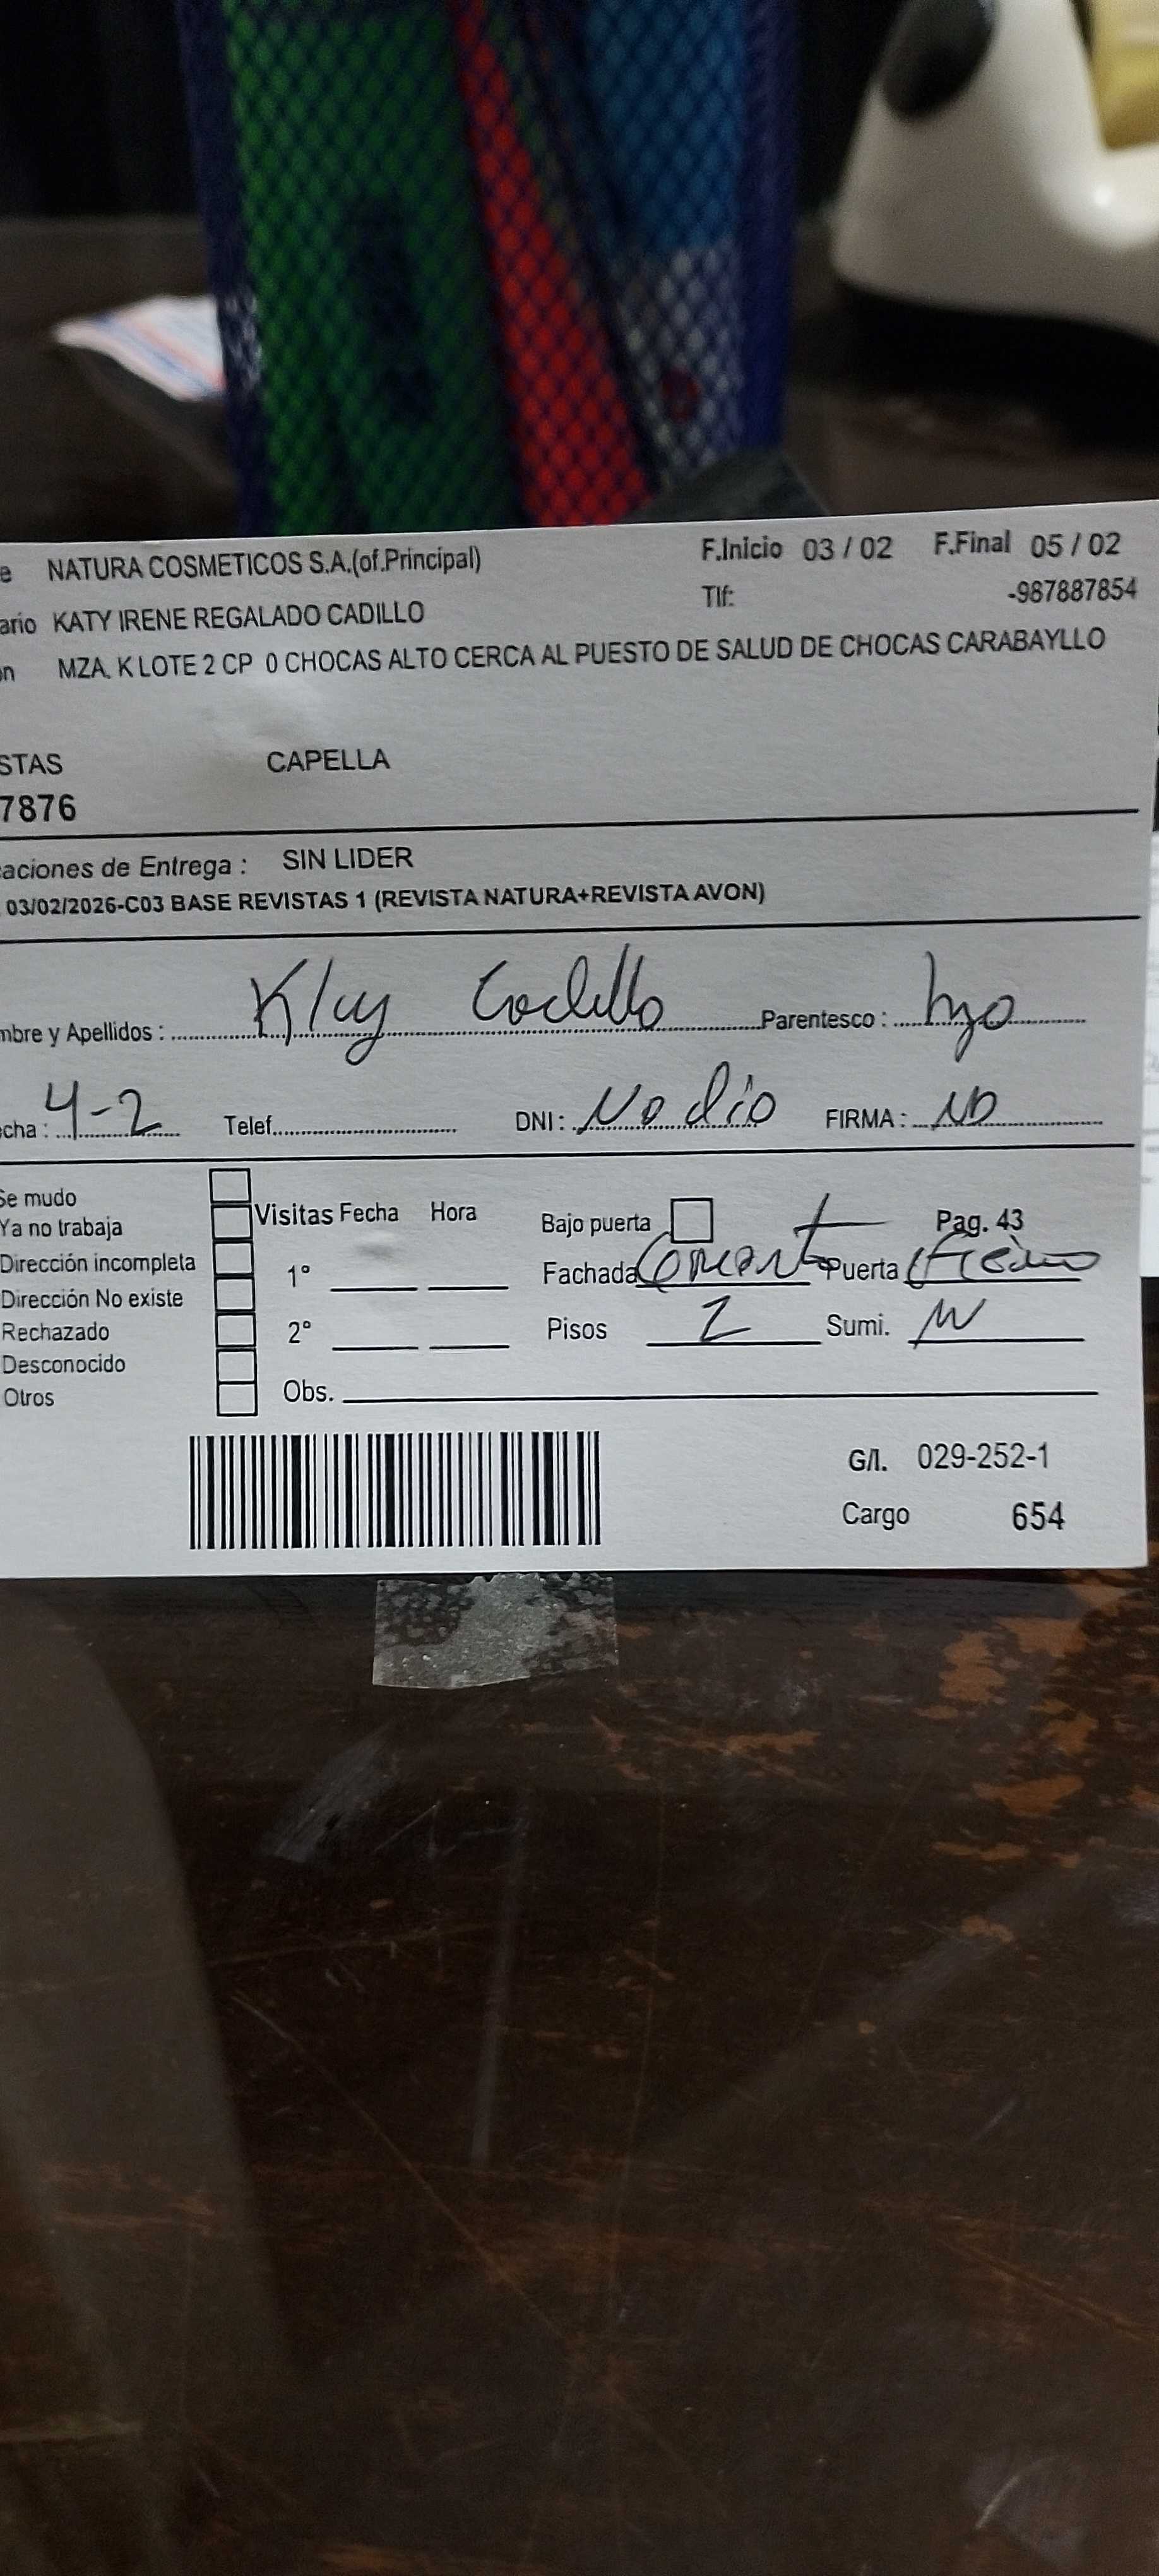 e NATURA COSMETICOS S.A.(of.Principal) F.Inicio 03 / 02 F.Final 05 / 02
ario KATY IRENE REGALADO CADILLO Tlf: -987887854
n MZA. K LOTE 2 CP 0 CHOCAS ALTO CERCA AL PUESTO DE SALUD DE CHOCAS CARABAYLLO
STAS CAPELLA
7876
aciones de Entrega : SIN LIDER
03/02/2026-C03 BASE REVISTAS 1 (REVISTA NATURA+REVISTA AVON)
mbre y Apellidos : Cadillo Parentesco : hijo
cha : 4-2 Telef. DNI : No dio FIRMA : NO
Se mudo
Ya no trabaja Visitas Fecha Hora Bajo puerta Pag. 43
Dirección incompleta 1° Fachada Puerta Fierro
Dirección No existe
Rechazado 2° Pisos 2 Sumi.
Desconocido
Otros Obs.
G/I. 029-252-1
Cargo 654